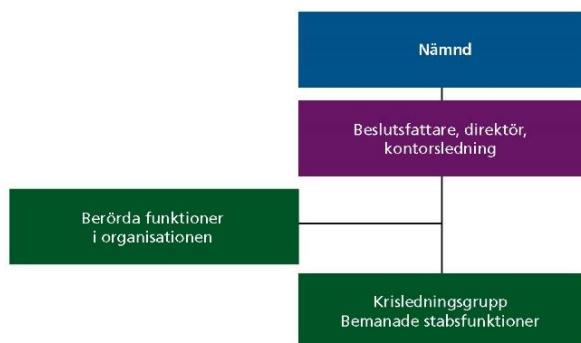 Nämnd
Beslutsfattare, direktör,
kontorsledning
Berörda funktioner
i organisationen
Krisledningsgrupp
Bemanade stabsfunktioner